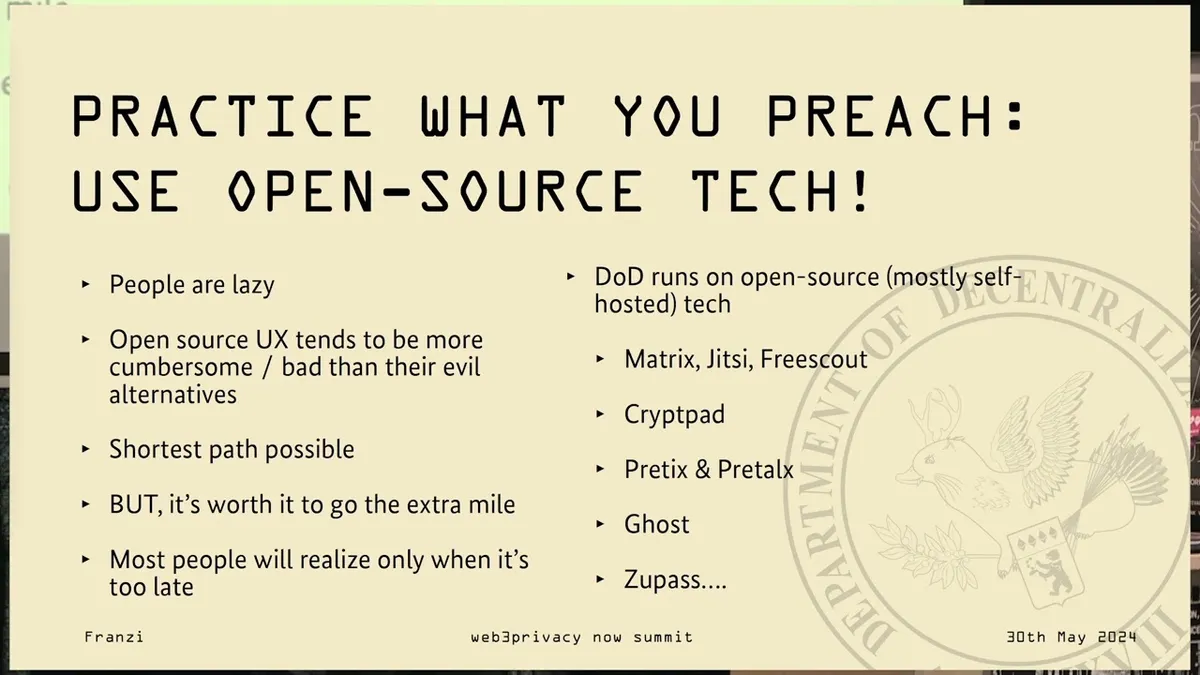 PRACTICE WHAT YOU PREACH:
USE OPEN-SOURCE TECH!
‣ People are lazy
‣ Open source UX tends to be more
cumbersome / bad than their evil
alternatives
‣ Shortest path possible
‣ BUT, it's worth it to go the extra mile
‣ Most people will realize only when it's
too late
‣ DoD runs on open-source (mostly self-
hosted) tech
‣ Matrix, Jitsi, Freescout
‣ Cryptpad
‣ Pretix & Pretalx
‣ Ghost
‣ Zupass....
DEPARTMENT OF DECENTRALIZ
Franzi
web3privacy now summit
30th May 2024